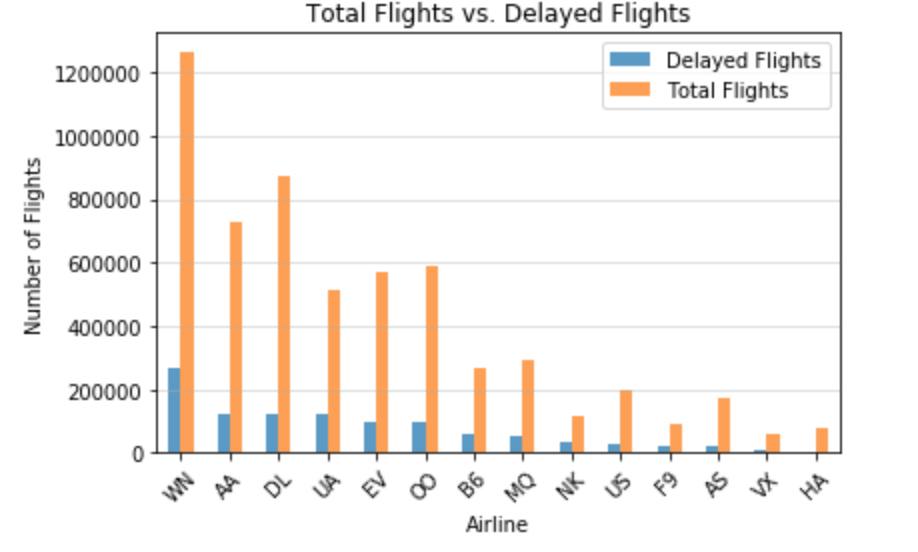 Total Flights vs. Delayed Flights
Delayed Flights
Total Flights
Number of Flights
1200000
1000000
800000
600000
400000
200000
0
WN AA DL UA EV OO B6 MQ NK US F9 AS VX HA
Airline